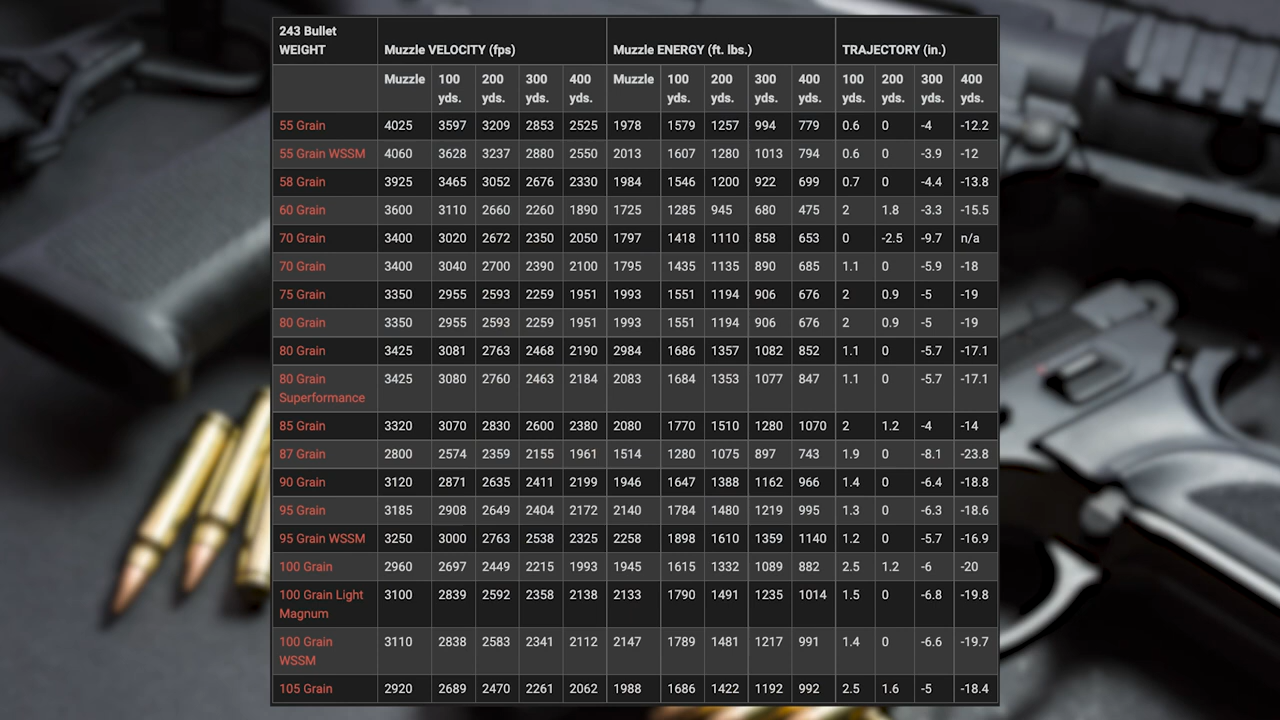 243 Bullet
WEIGHT Muzzle VELOCITY (fps) Muzzle ENERGY (ft. lbs.) TRAJECTORY (in.)
Muzzle 100 yds. 200 yds. 300 yds. 400 yds. Muzzle 100 yds. 200 yds. 300 yds. 400 yds. 100 yds. 200 yds. 300 yds. 400 yds.
55 Grain 4025 3597 3209 2853 2525 1978 1579 1257 994 779 0.6 0 -4 -12.2
55 Grain WSSM 4060 3628 3237 2880 2550 2013 1607 1280 1013 794 0.6 0 -3.9 -12
58 Grain 3925 3465 3052 2676 2330 1984 1546 1200 922 699 0.7 0 -4.4 -13.8
60 Grain 3600 3110 2660 2260 1890 1725 1285 945 680 475 2 1.8 -3.3 -15.5
70 Grain 3400 3020 2672 2350 2050 1797 1418 1110 858 653 0 -2.5 -9.7 n/a
70 Grain 3400 3040 2700 2390 2100 1795 1435 1135 890 685 1.1 0 -5.9 -18
75 Grain 3350 2955 2593 2259 1951 1993 1551 1194 906 676 2 0.9 -5 -19
80 Grain 3350 2955 2593 2259 1951 1993 1551 1194 906 676 2 0.9 -5 -19
80 Grain 3425 3081 2763 2468 2190 2984 1686 1357 1082 852 1.1 0 -5.7 -17.1
80 Grain 3425 3080 2760 2463 2184 2083 1684 1353 1077 847 1.1 0 -5.7 -17.1
Superformance
85 Grain 3320 3070 2830 2600 2380 2080 1770 1510 1280 1070 2 1.2 -4 -14
87 Grain 2800 2574 2359 2155 1961 1514 1280 1075 897 743 1.9 0 -8.1 -23.8
90 Grain 3120 2871 2635 2411 2199 1946 1647 1388 1162 966 1.4 0 -6.4 -18.8
95 Grain 3185 2908 2649 2404 2172 2140 1784 1480 1219 995 1.3 0 -6.3 -18.6
95 Grain WSSM 3250 3000 2763 2538 2325 2258 1898 1610 1359 1140 1.2 0 -5.7 -16.9
100 Grain 2960 2697 2449 2215 1993 1945 1615 1332 1089 882 2.5 1.2 -6 -20
100 Grain Light 3100 2839 2592 2358 2138 2133 1790 1491 1235 1014 1.5 0 -6.8 -19.8
Magnum
100 Grain 3110 2838 2583 2341 2112 2147 1789 1481 1217 991 1.4 0 -6.6 -19.7
WSSM
105 Grain 2920 2689 2470 2261 2062 1988 1686 1422 1192 992 2.5 1.6 -5 -18.4